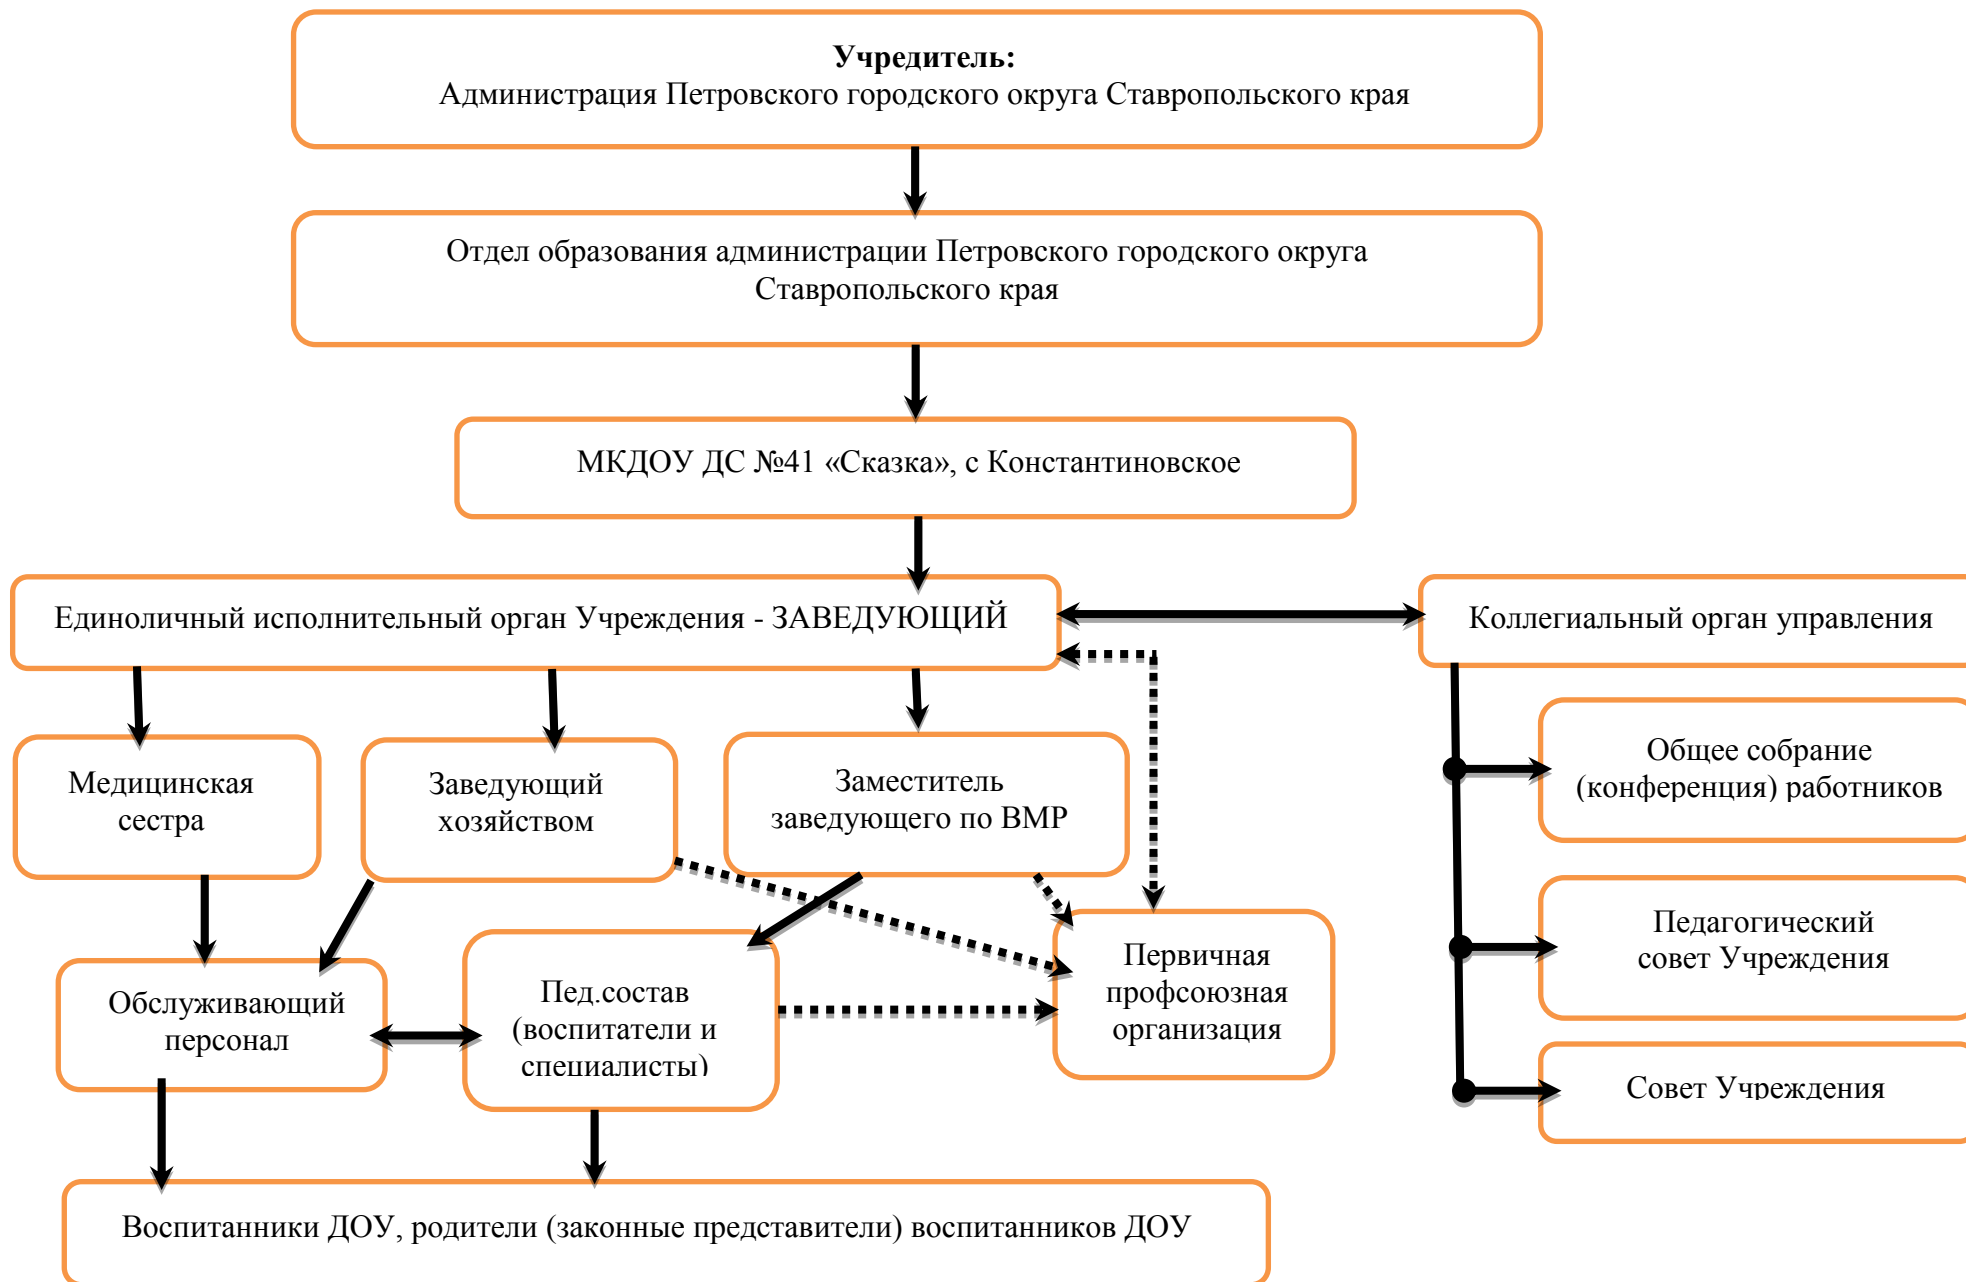 Учредитель:
Администрация Петровского городского округа Ставропольского края
Отдел образования администрации Петровского городского округа
Ставропольского края
МКДОУ ДС №41 «Сказка», с Константиновское
Единоличный исполнительный орган Учреждения - ЗАВЕДУЮЩИЙ
Коллегиальный орган управления
Медицинская
сестра
Заведующий
хозяйством
Заместитель
заведующего по ВМР
Общее собрание
(конференция) работников
Педагогический
совет Учреждения
Совет Учреждения
Обслуживающий
персонал
Пед.состав
(воспитатели и
специалисты)
Первичная
профсоюзная
организация
Воспитанники ДОУ, родители (законные представители) воспитанников ДОУ